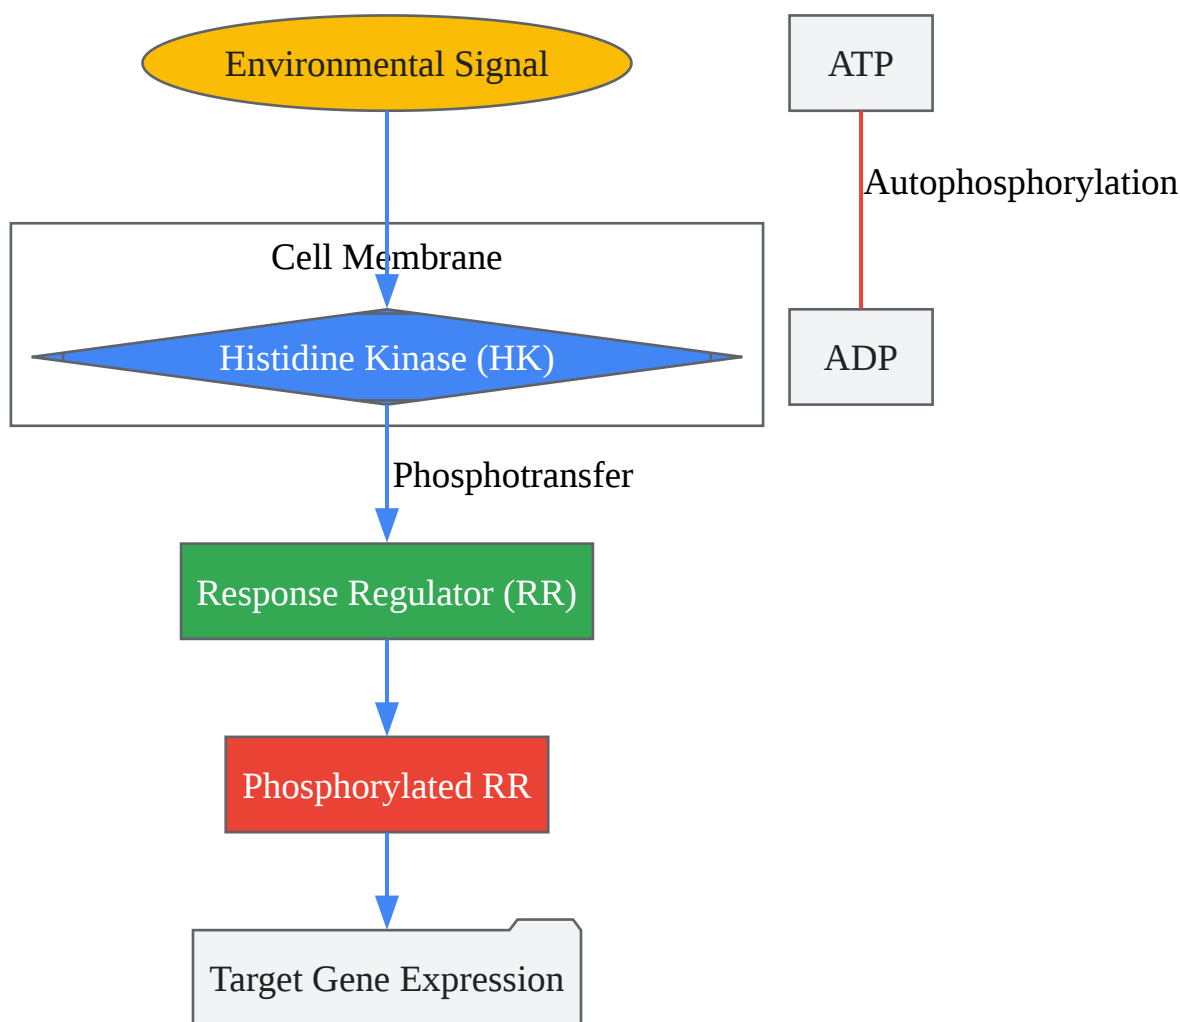 Environmental Signal
ATP
Autophosphorylation
Cell Membrane
Histidine Kinase (HK)
ADP
Phosphotransfer
Response Regulator (RR)
Phosphorylated RR
Target Gene Expression